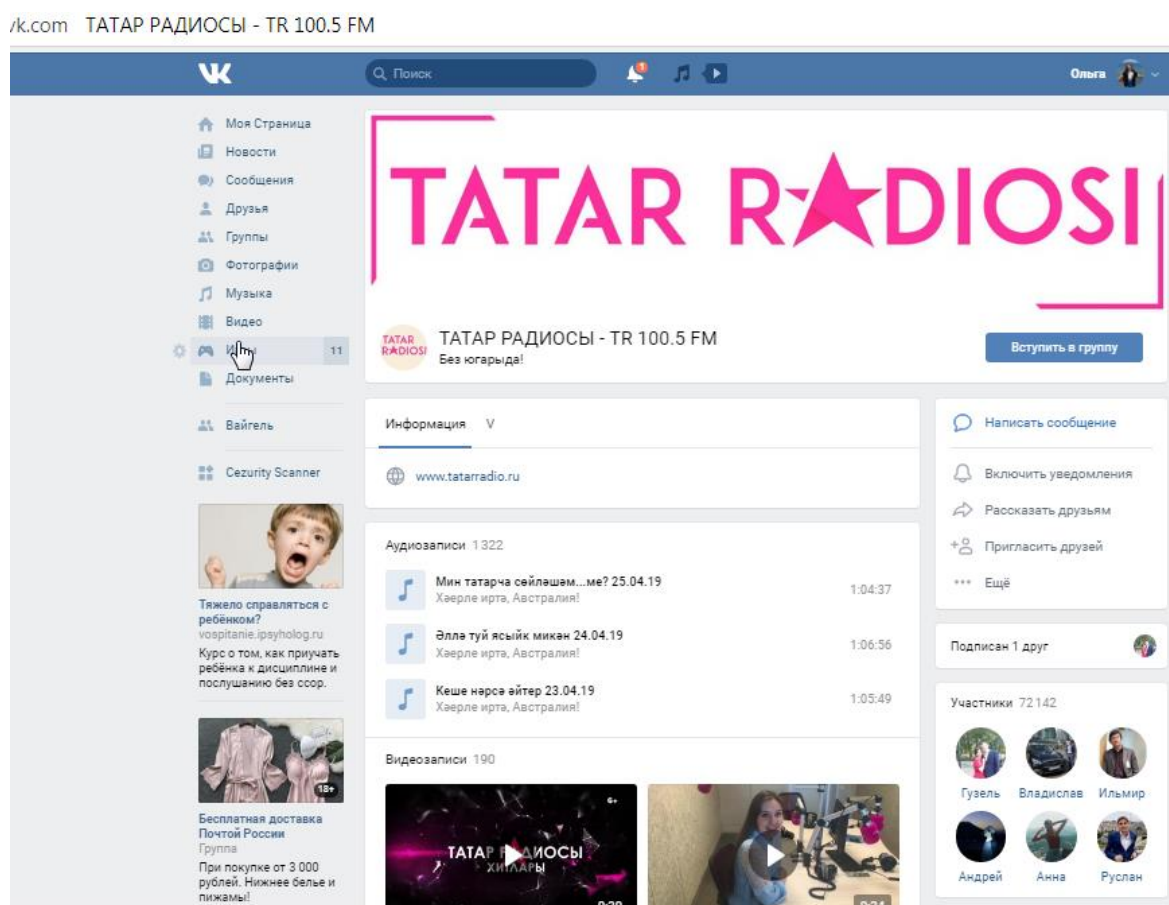 vk.com ТАТАР РАДИОСЫ - TR 100.5 FM
Поиск
1
Ольга
Моя Страница
Новости
Сообщения
Друзья
Группы
Фотографии
Музыка
Видео
11
Документы
Вайгель
Cezurity Scanner
Тяжело справляться с
ребёнком?
vospitanie.ipsyholog.ru
Курс о том, как приучать
ребёнка к дисциплине и
послушанию без ссор.
18+
Бесплатная доставка
Почтой России
Группа
При покупке от 3 000
рублей. Нижнее белье и
пижамы!
TATAR RADIOSI
TATAR
RADIOSI
ТАТАР РАДИОСЫ - TR 100.5 FM
Без югарыда!
Вступить в группу
Информация V
www.tatarradio.ru
Аудиозаписи 1 322
Мин татарча сөйләшәм...ме? 25.04.19
Хәерле иртә, Австралия!
1:04:37
Әллә туй ясыйк микән 24.04.19
Хәерле иртә, Австралия!
1:06:56
Кеше нәрсә әйтер 23.04.19
Хәерле иртә, Австралия!
1:05:49
Видеозаписи 190
6+
ТАТАР РАДИОСЫ
ХИТЛАРЫ
Написать сообщение
Включить уведомления
Рассказать друзьям
Пригласить друзей
Ещё
Подписан 1 друг
Участники 72 142
Гузель Владислав Ильмир
Андрей Анна Руслан